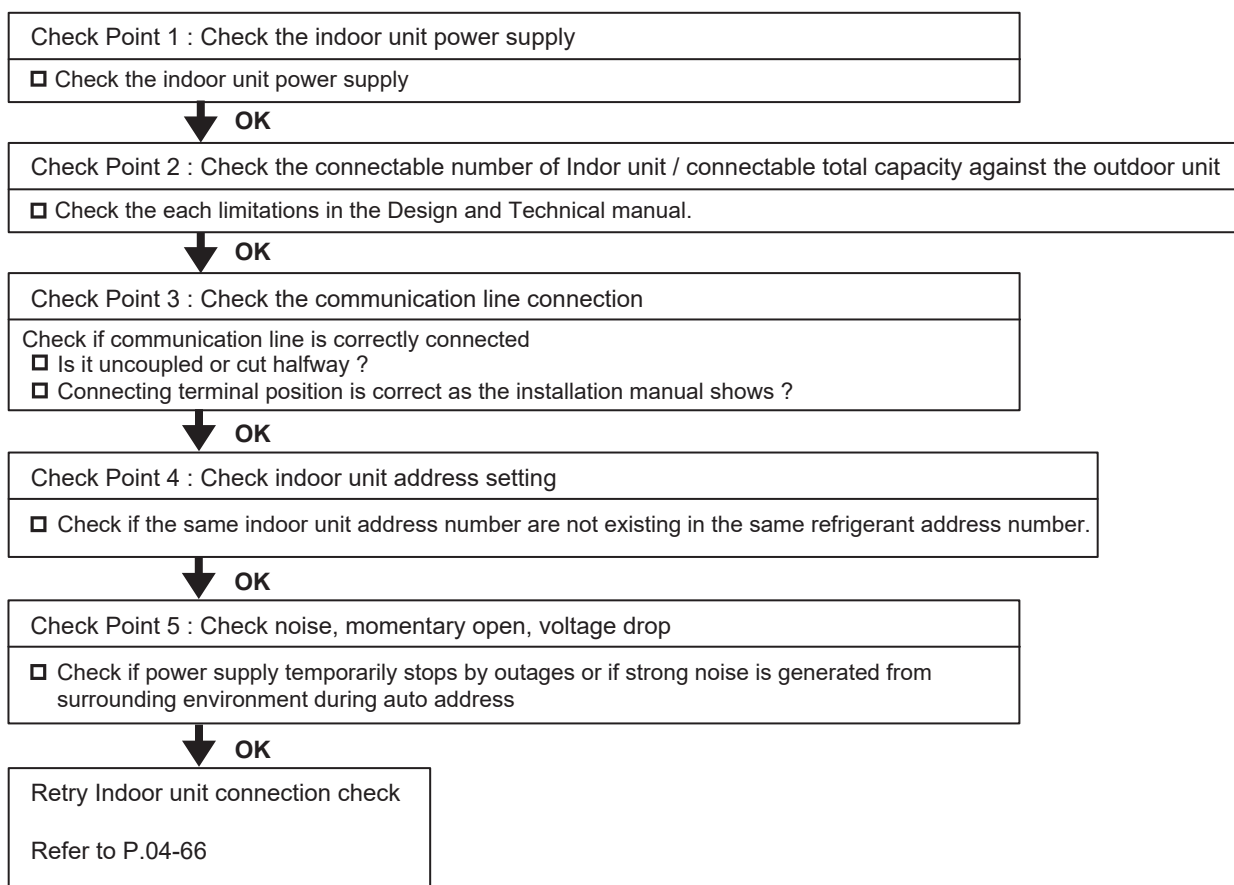 Check Point 1 : Check the indoor unit power supply
Check the indoor unit power supply
OK
Check Point 2 : Check the connectable number of Indor unit / connectable total capacity against the outdoor unit
Check the each limitations in the Design and Technical manual.
OK
Check Point 3 : Check the communication line connection
Check if communication line is correctly connected
Is it uncoupled or cut halfway ?
Connecting terminal position is correct as the installation manual shows ?
OK
Check Point 4 : Check indoor unit address setting
Check if the same indoor unit address number are not existing in the same refrigerant address number.
OK
Check Point 5 : Check noise, momentary open, voltage drop
Check if power supply temporarily stops by outages or if strong noise is generated from
surrounding environment during auto address
OK
Retry Indoor unit connection check
Refer to P.04-66